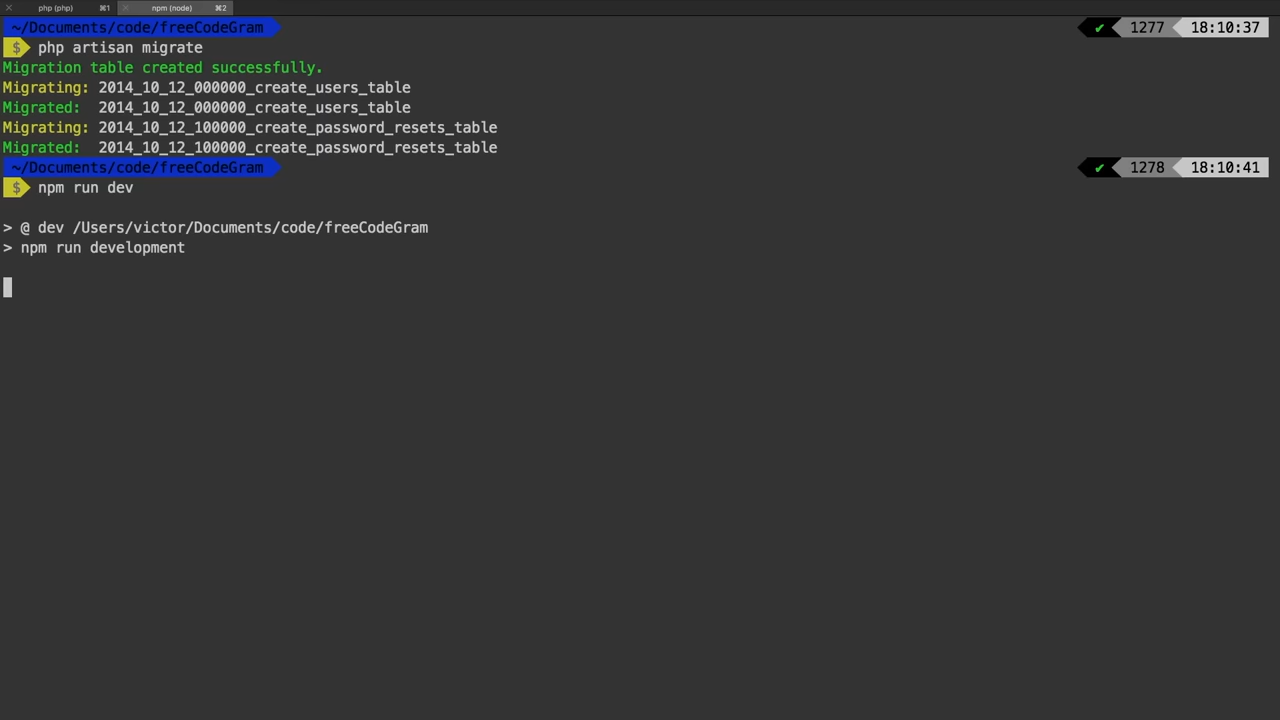 php (php) ⌘1 npm (node) ⌘2
~/Documents/code/freeCodeGram ✔ 1277 18:10:37
$ php artisan migrate
Migration table created successfully.
Migrating: 2014_10_12_000000_create_users_table
Migrated:  2014_10_12_000000_create_users_table
Migrating: 2014_10_12_100000_create_password_resets_table
Migrated:  2014_10_12_100000_create_password_resets_table
~/Documents/code/freeCodeGram ✔ 1278 18:10:41
$ npm run dev
> @ dev /Users/victor/Documents/code/freeCodeGram
> npm run development